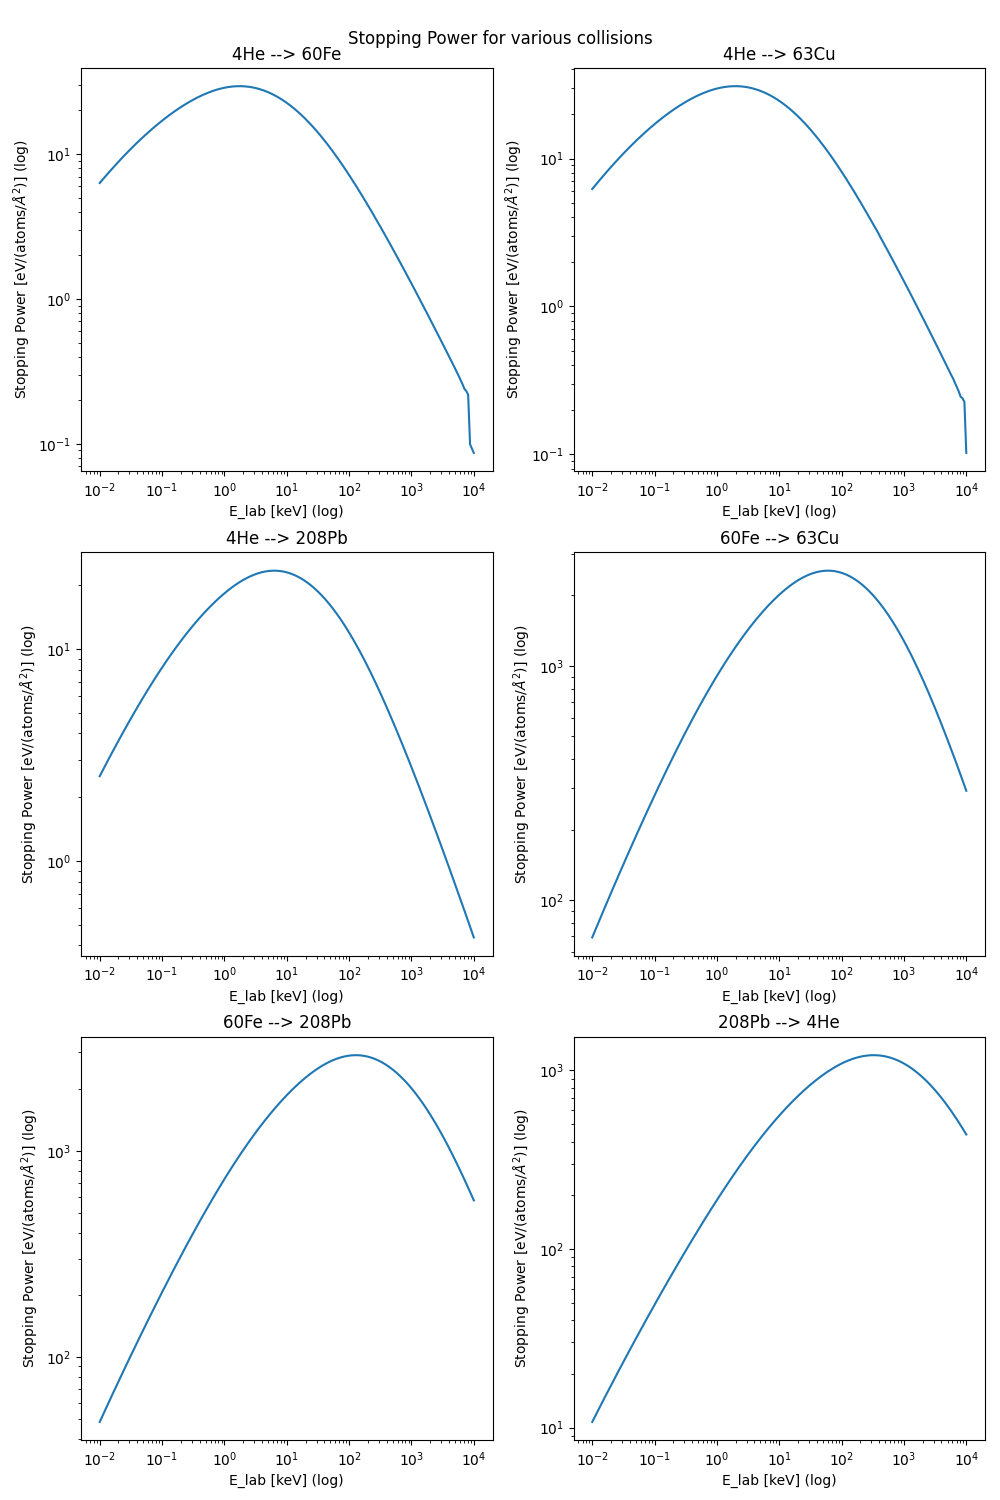 Stopping Power for various collisions
4He --> 60Fe
Stopping Power [eV/(atoms/Å²)] (log)
10¹
10⁰
10⁻¹
10⁻² 10⁻¹ 10⁰ 10¹ 10² 10³ 10⁴
E_lab [keV] (log)
4He --> 63Cu
Stopping Power [eV/(atoms/Å²)] (log)
10¹
10⁰
10⁻¹
10⁻² 10⁻¹ 10⁰ 10¹ 10² 10³ 10⁴
E_lab [keV] (log)
4He --> 208Pb
Stopping Power [eV/(atoms/Å²)] (log)
10¹
10⁰
10⁻² 10⁻¹ 10⁰ 10¹ 10² 10³ 10⁴
E_lab [keV] (log)
60Fe --> 63Cu
Stopping Power [eV/(atoms/Å²)] (log)
10³
10²
10⁻² 10⁻¹ 10⁰ 10¹ 10² 10³ 10⁴
E_lab [keV] (log)
60Fe --> 208Pb
Stopping Power [eV/(atoms/Å²)] (log)
10³
10²
10⁻² 10⁻¹ 10⁰ 10¹ 10² 10³ 10⁴
E_lab [keV] (log)
208Pb --> 4He
Stopping Power [eV/(atoms/Å²)] (log)
10³
10²
10¹
10⁻² 10⁻¹ 10⁰ 10¹ 10² 10³ 10⁴
E_lab [keV] (log)